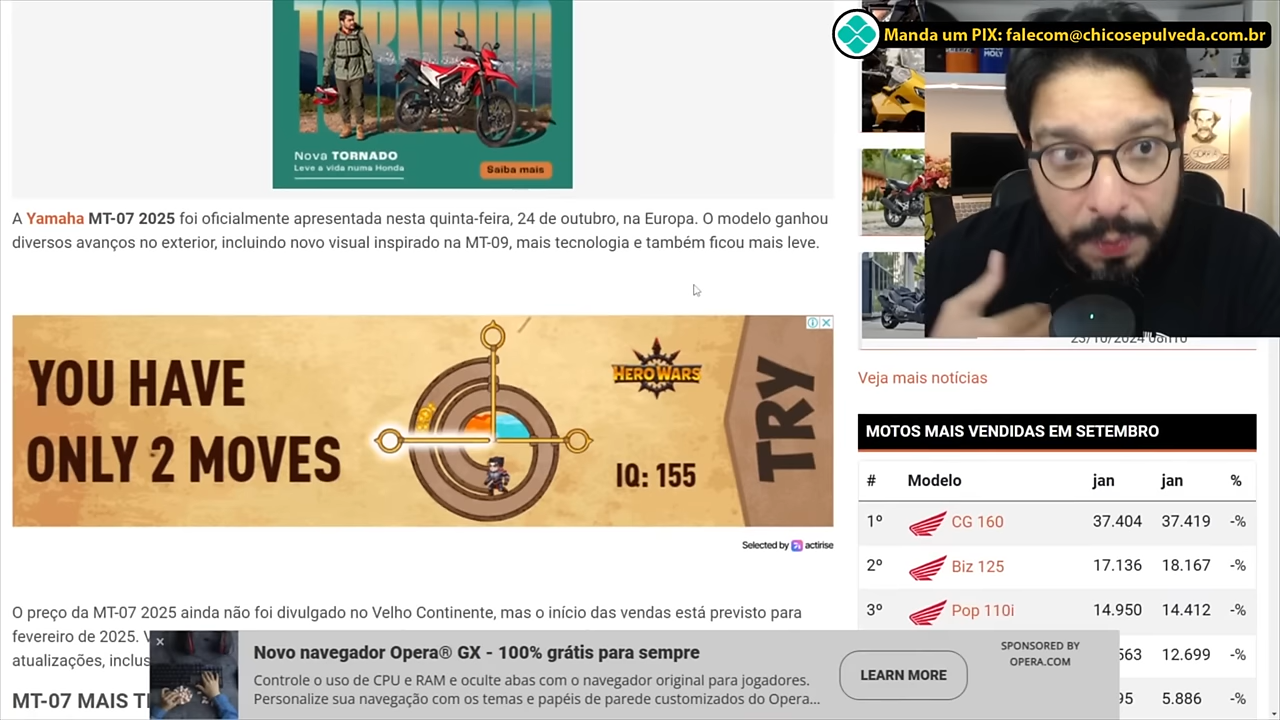 TORNADO
Nova TORNADO
Leve a vida numa Honda
Saiba mais
Manda um PIX: falecom@chicosepulveda.com.br
MOLY
A Yamaha MT-07 2025 foi oficialmente apresentada nesta quinta-feira, 24 de outubro, na Europa. O modelo ganhou
diversos avanços no exterior, incluindo novo visual inspirado na MT-09, mais tecnologia e também ficou mais leve.
YOU HAVE
ONLY 2 MOVES
HERO WARS
IQ: 155
TRY
Selected by actirise
O preço da MT-07 2025 ainda não foi divulgado no Velho Continente, mas o início das vendas está previsto para
fevereiro de 2025. V
atualizações, inclus
MT-07 MAIS T
23/10/2024 08h10
Veja mais notícias
MOTOS MAIS VENDIDAS EM SETEMBRO
# Modelo jan jan %
1º CG 160 37.404 37.419 -%
2º Biz 125 17.136 18.167 -%
3º Pop 110i 14.950 14.412 -%
563 12.699 -%
95 5.886 -%
Novo navegador Opera® GX - 100% grátis para sempre
Controle o uso de CPU e RAM e oculte abas com o navegador original para jogadores.
Personalize sua navegação com os temas e papéis de parede customizados do Opera...
LEARN MORE
SPONSORED BY
OPERA.COM